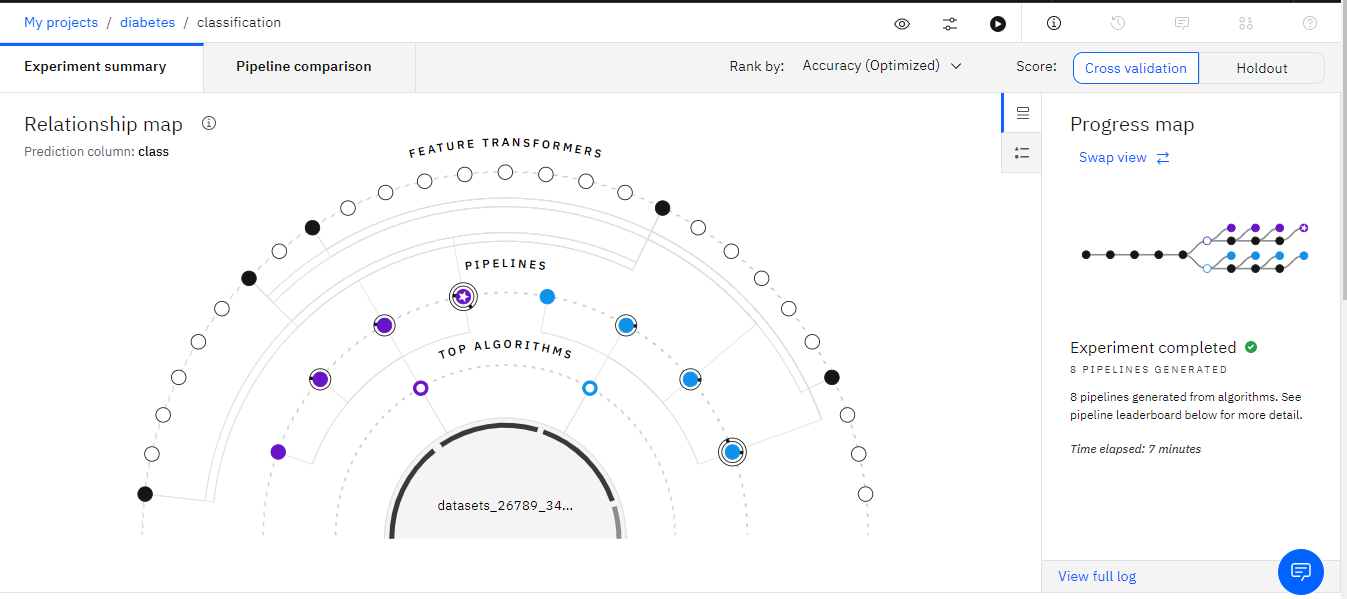 My projects / diabetes / classification
Experiment summary
Pipeline comparison
Rank by: Accuracy (Optimized)
Score: Cross validation Holdout
Relationship map
Prediction column: class
FEATURE TRANSFORMERS
PIPELINES
TOP ALGORITHMS
datasets_26789_34...
Progress map
Swap view
Experiment completed
8 PIPELINES GENERATED
8 pipelines generated from algorithms. See
pipeline leaderboard below for more detail.
Time elapsed: 7 minutes
View full log